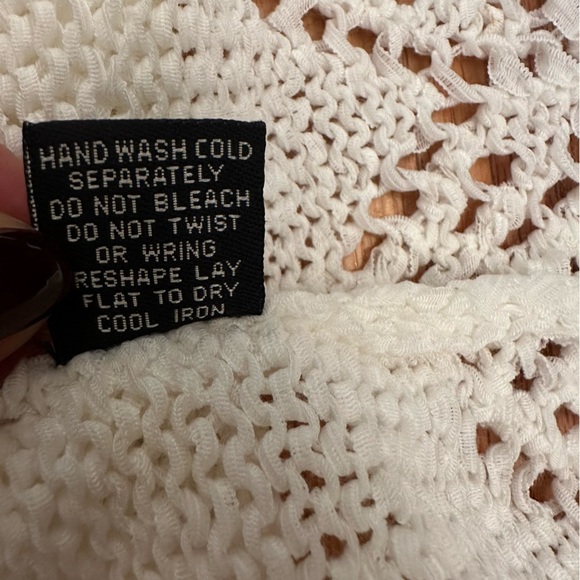 HAND WASH COLD
SEPARATELY
DO NOT BLEACH
DO NOT TWIST
OR WRING
RESHAPE LAY
FLAT TO DRY
COOL IRON